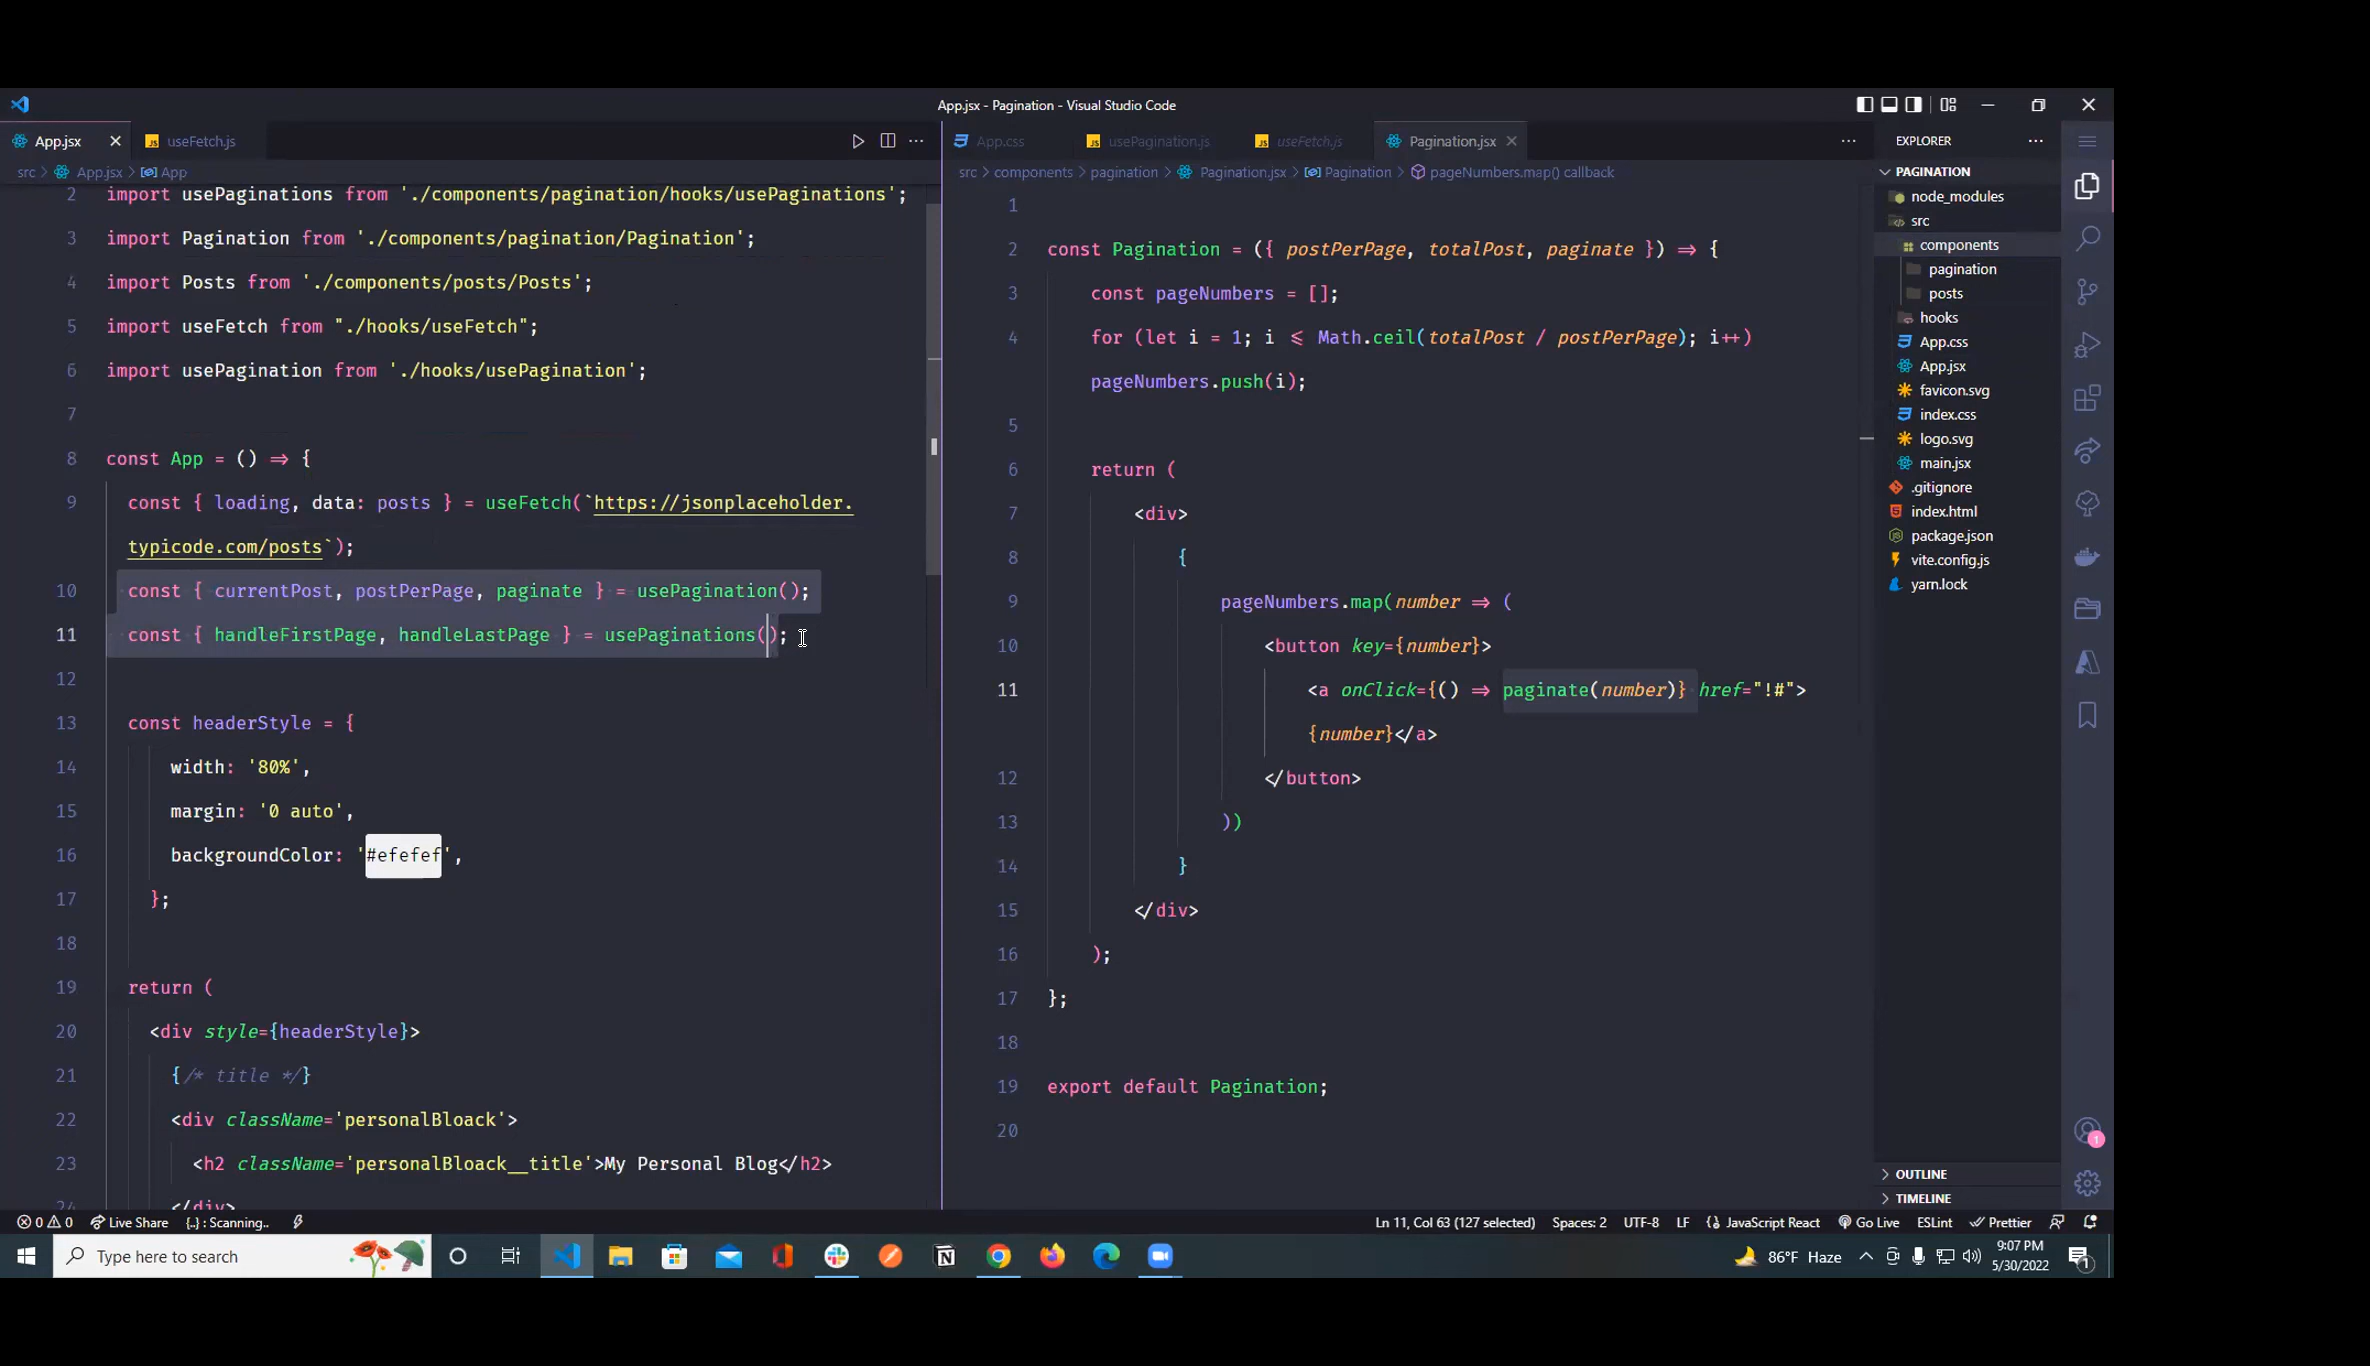 App.jsx - Pagination - Visual Studio Code
App.jsx
useFetch.js
src > App.jsx > App
2 import usePaginations from './components/pagination/hooks/usePaginations';
3 import Pagination from './components/pagination/Pagination';
4 import Posts from './components/posts/Posts';
5 import useFetch from "./hooks/useFetch";
6 import usePagination from './hooks/usePagination';
7
8 const App = () => {
9 const { loading, data: posts } = useFetch(`https://jsonplaceholder.
typicode.com/posts`);
10 const { currentPost, postPerPage, paginate } = usePagination();
11 const { handleFirstPage, handleLastPage } = usePaginations();
12
13 const headerStyle = {
14 width: '80%',
15 margin: '0 auto',
16 backgroundColor: '#efefef',
17 };
18
19 return (
20 <div style={headerStyle}>
21 {/* title */}
22 <div className='personalBloack'>
23 <h2 className='personalBloack__title'>My Personal Blog</h2>
24 </div>
App.css
usePagination.js
useFetch.js
Pagination.jsx
src > components > pagination > Pagination.jsx > Pagination > pageNumbers.map() callback
1
2 const Pagination = ({ postPerPage, totalPost, paginate }) => {
3 const pageNumbers = [];
4 for (let i = 1; i <= Math.ceil(totalPost / postPerPage); i++)
pageNumbers.push(i);
5
6 return (
7 <div>
8 {
9 pageNumbers.map(number => (
10 <button key={number}>
11 <a onClick={() => paginate(number)} href="!#">
{number}</a>
12 </button>
13 ))
14 }
15 </div>
16 );
17 };
18
19 export default Pagination;
20
EXPLORER
PAGINATION
node_modules
src
components
pagination
posts
hooks
App.css
App.jsx
favicon.svg
index.css
logo.svg
main.jsx
.gitignore
index.html
package.json
vite.config.js
yarn.lock
OUTLINE
TIMELINE
1
0 0 Live Share {..} : Scanning.. Ln 11, Col 63 (127 selected) Spaces: 2 UTF-8 LF JavaScript React Go Live ESLint Prettier
Type here to search
86°F Haze
9:07 PM
5/30/2022
1